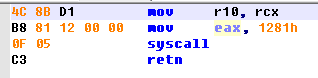 4C 8B D1 mov r10, rcx
B8 81 12 00 00 mov eax, 1281h
0F 05 syscall
C3 retn